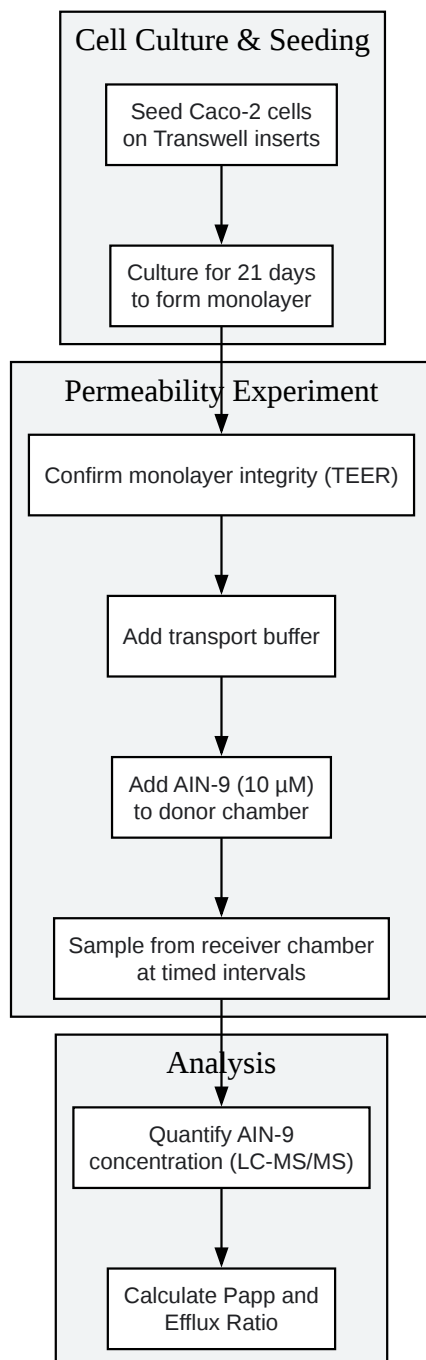 Cell Culture & Seeding
Seed Caco-2 cells
on Transwell inserts
Culture for 21 days
to form monolayer
Permeability Experiment
Confirm monolayer integrity (TEER)
Add transport buffer
Add AIN-9 (10 µM)
to donor chamber
Sample from receiver chamber
at timed intervals
Analysis
Quantify AIN-9
concentration (LC-MS/MS)
Calculate Papp and
Efflux Ratio